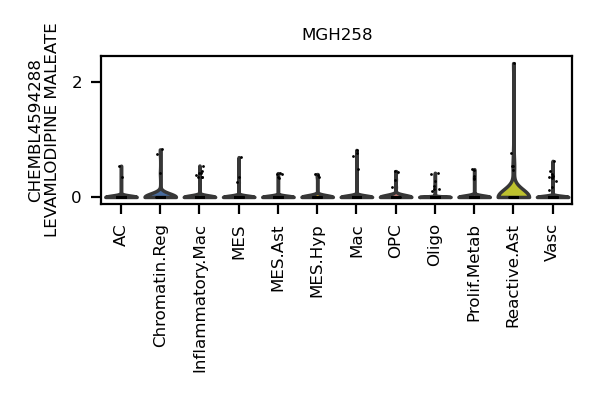 MGH258
CHEMBL4594288
LEVAMLODIPINE MALEATE
2
0
AC
Chromatin.Reg
Inflammatory.Mac
MES
MES.Ast
MES.Hyp
Mac
OPC
Oligo
Prolif.Metab
Reactive.Ast
Vasc